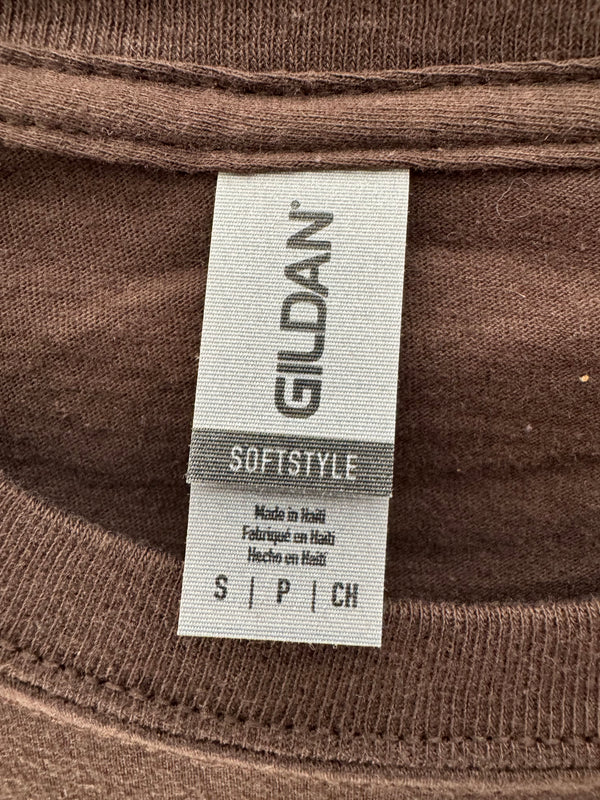 GILDAN®
SOFTSTYLE
Made in Haiti
Fabriqué en Haïti
Hecho en Haití
S | P | CH